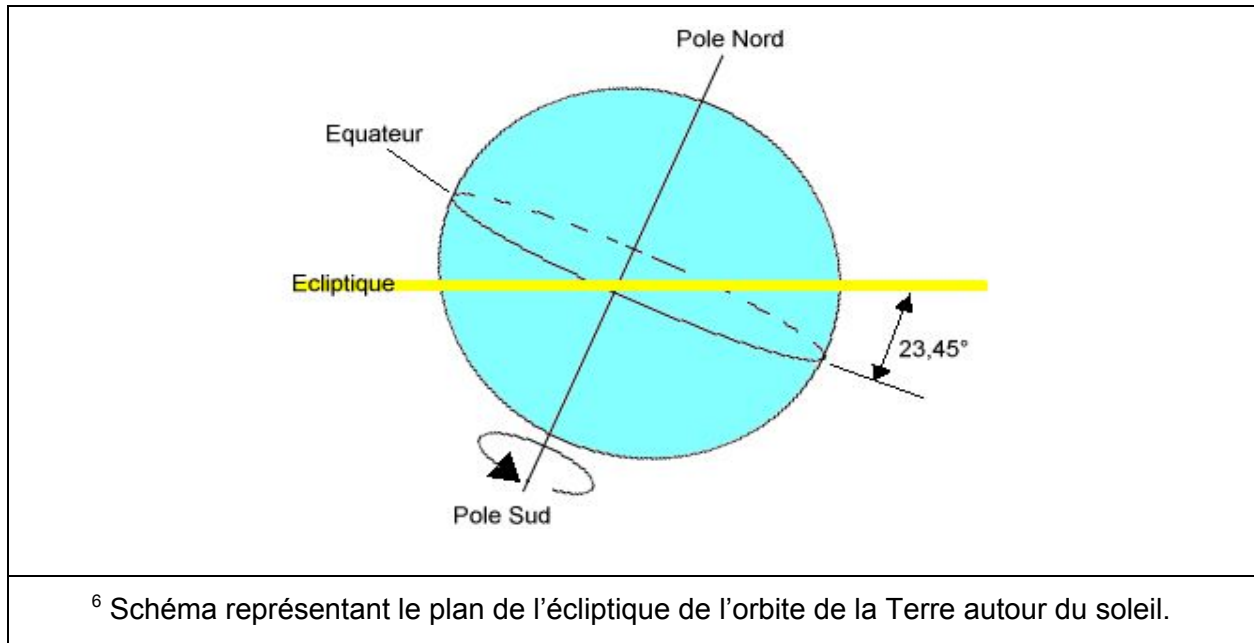 Pole Nord
Equateur
Ecliptique
23,45°
Pole Sud
⁶ Schéma représentant le plan de l’écliptique de l’orbite de la Terre autour du soleil.